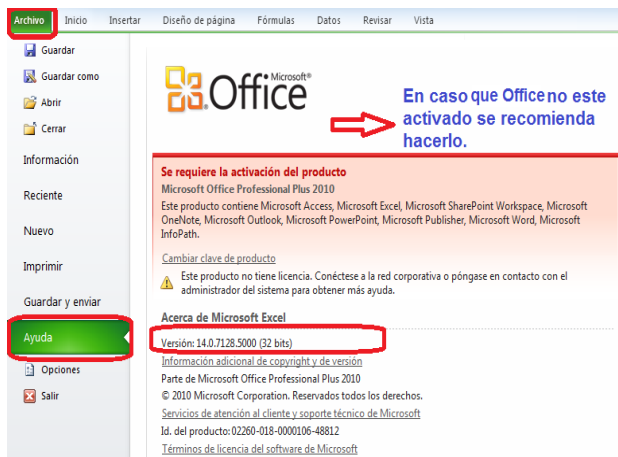 Archivo Inicio Insertar Diseño de página Fórmulas Datos Revisar Vista
Guardar
Guardar como
Abrir
Cerrar
Información
Reciente
Nuevo
Imprimir
Guardar y enviar
Ayuda
Opciones
Salir
Microsoft®
Office
En caso que Office no este
activado se recomienda
hacerlo.
Se requiere la activación del producto
Microsoft Office Professional Plus 2010
Este producto contiene Microsoft Access, Microsoft Excel, Microsoft SharePoint Workspace, Microsoft
OneNote, Microsoft Outlook, Microsoft PowerPoint, Microsoft Publisher, Microsoft Word, Microsoft
InfoPath.
Cambiar clave de producto
Este producto no tiene licencia. Conéctese a la red corporativa o póngase en contacto con el
administrador del sistema para obtener más ayuda.
Acerca de Microsoft Excel
Versión: 14.0.7128.5000 (32 bits)
Información adicional de copyright y de versión
Parte de Microsoft Office Professional Plus 2010
© 2010 Microsoft Corporation. Reservados todos los derechos.
Servicios de atención al cliente y soporte técnico de Microsoft
Id. del producto: 02260-018-0000106-48812
Términos de licencia del software de Microsoft